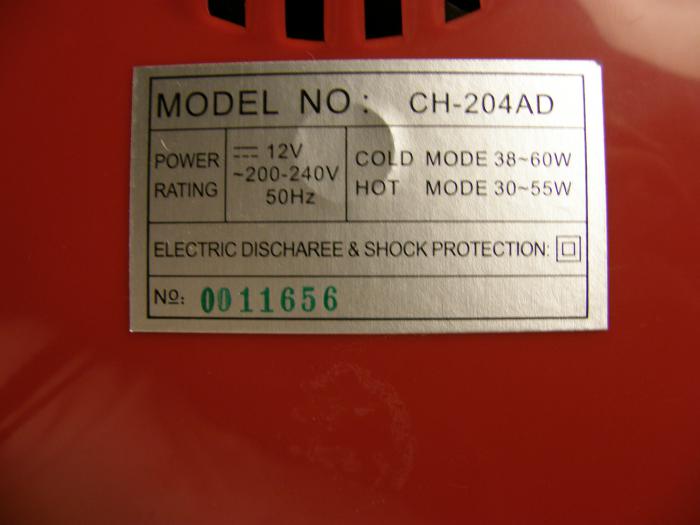 MODEL NO: CH-204AD
POWER RATING
⎓ 12V
~200-240V
50Hz
COLD MODE 38~60W
HOT MODE 30~55W
ELECTRIC DISCHAREE & SHOCK PROTECTION:
Nº: 0011656